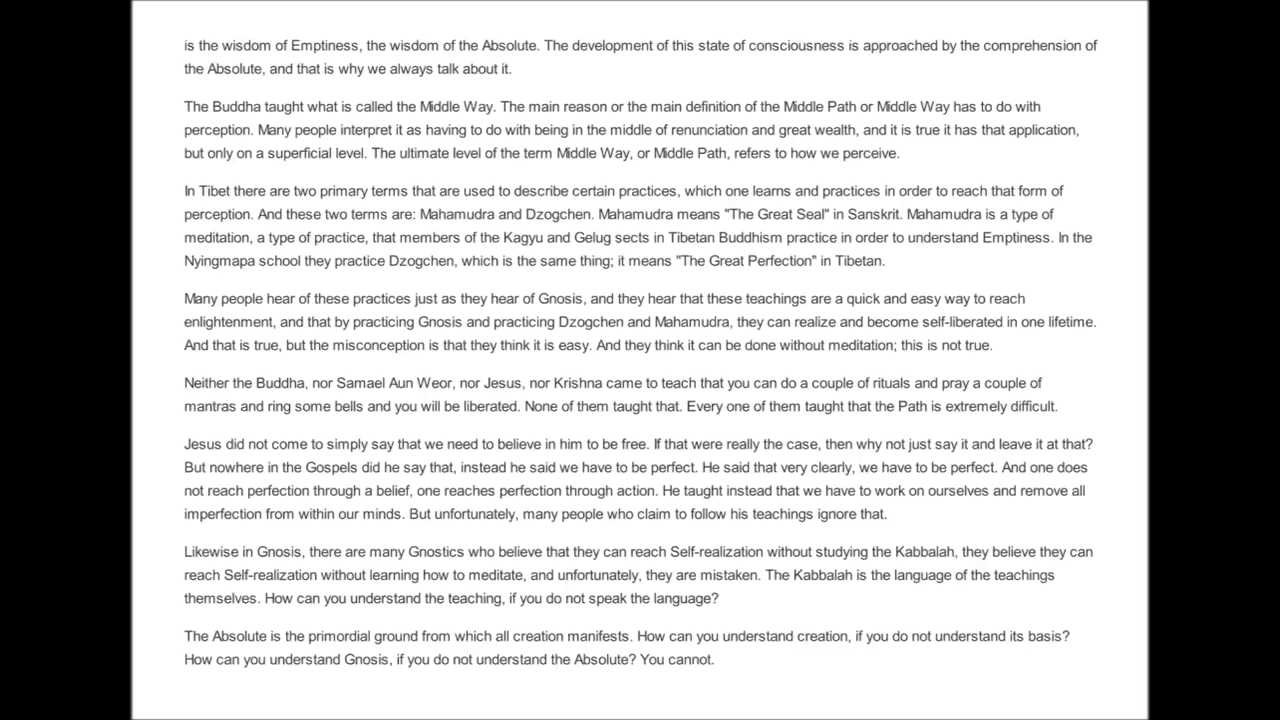 is the wisdom of Emptiness, the wisdom of the Absolute. The development of this state of consciousness is approached by the comprehension of
the Absolute, and that is why we always talk about it.
The Buddha taught what is called the Middle Way. The main reason or the main definition of the Middle Path or Middle Way has to do with
perception. Many people interpret it as having to do with being in the middle of renunciation and great wealth, and it is true it has that application,
but only on a superficial level. The ultimate level of the term Middle Way, or Middle Path, refers to how we perceive.
In Tibet there are two primary terms that are used to describe certain practices, which one learns and practices in order to reach that form of
perception. And these two terms are: Mahamudra and Dzogchen. Mahamudra means "The Great Seal" in Sanskrit. Mahamudra is a type of
meditation, a type of practice, that members of the Kagyu and Gelug sects in Tibetan Buddhism practice in order to understand Emptiness. In the
Nyingmapa school they practice Dzogchen, which is the same thing; it means "The Great Perfection" in Tibetan.
Many people hear of these practices just as they hear of Gnosis, and they hear that these teachings are a quick and easy way to reach
enlightenment, and that by practicing Gnosis and practicing Dzogchen and Mahamudra, they can realize and become self-liberated in one lifetime.
And that is true, but the misconception is that they think it is easy. And they think it can be done without meditation; this is not true.
Neither the Buddha, nor Samael Aun Weor, nor Jesus, nor Krishna came to teach that you can do a couple of rituals and pray a couple of
mantras and ring some bells and you will be liberated. None of them taught that. Every one of them taught that the Path is extremely difficult.
Jesus did not come to simply say that we need to believe in him to be free. If that were really the case, then why not just say it and leave it at that?
But nowhere in the Gospels did he say that, instead he said we have to be perfect. He said that very clearly, we have to be perfect. And one does
not reach perfection through a belief, one reaches perfection through action. He taught instead that we have to work on ourselves and remove all
imperfection from within our minds. But unfortunately, many people who claim to follow his teachings ignore that.
Likewise in Gnosis, there are many Gnostics who believe that they can reach Self-realization without studying the Kabbalah, they believe they can
reach Self-realization without learning how to meditate, and unfortunately, they are mistaken. The Kabbalah is the language of the teachings
themselves. How can you understand the teaching, if you do not speak the language?
The Absolute is the primordial ground from which all creation manifests. How can you understand creation, if you do not understand its basis?
How can you understand Gnosis, if you do not understand the Absolute? You cannot.